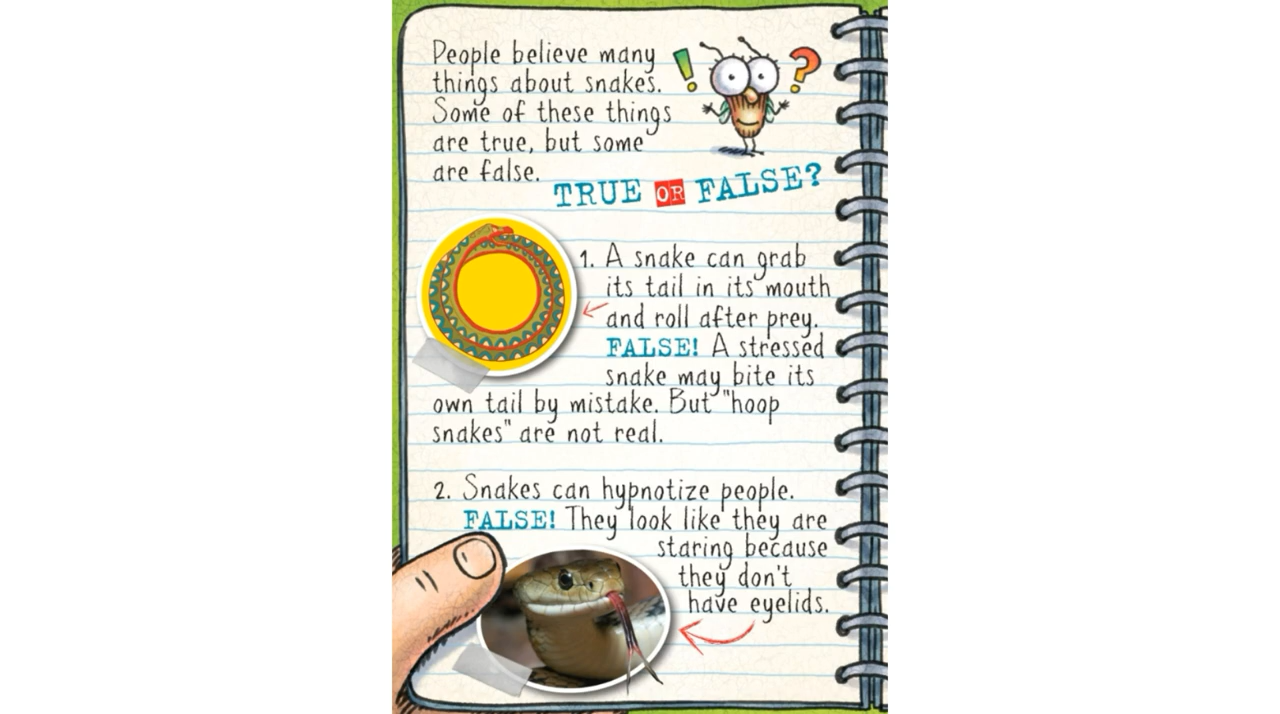 People believe many
things about snakes.
Some of these things
are true, but some
are false.
! ?
TRUE OR FALSE?
1. A snake can grab
its tail in its mouth
and roll after prey.
FALSE! A stressed
snake may bite its
own tail by mistake. But "hoop
snakes" are not real.
2. Snakes can hypnotize people.
FALSE! They look like they are
staring because
they don't
have eyelids.